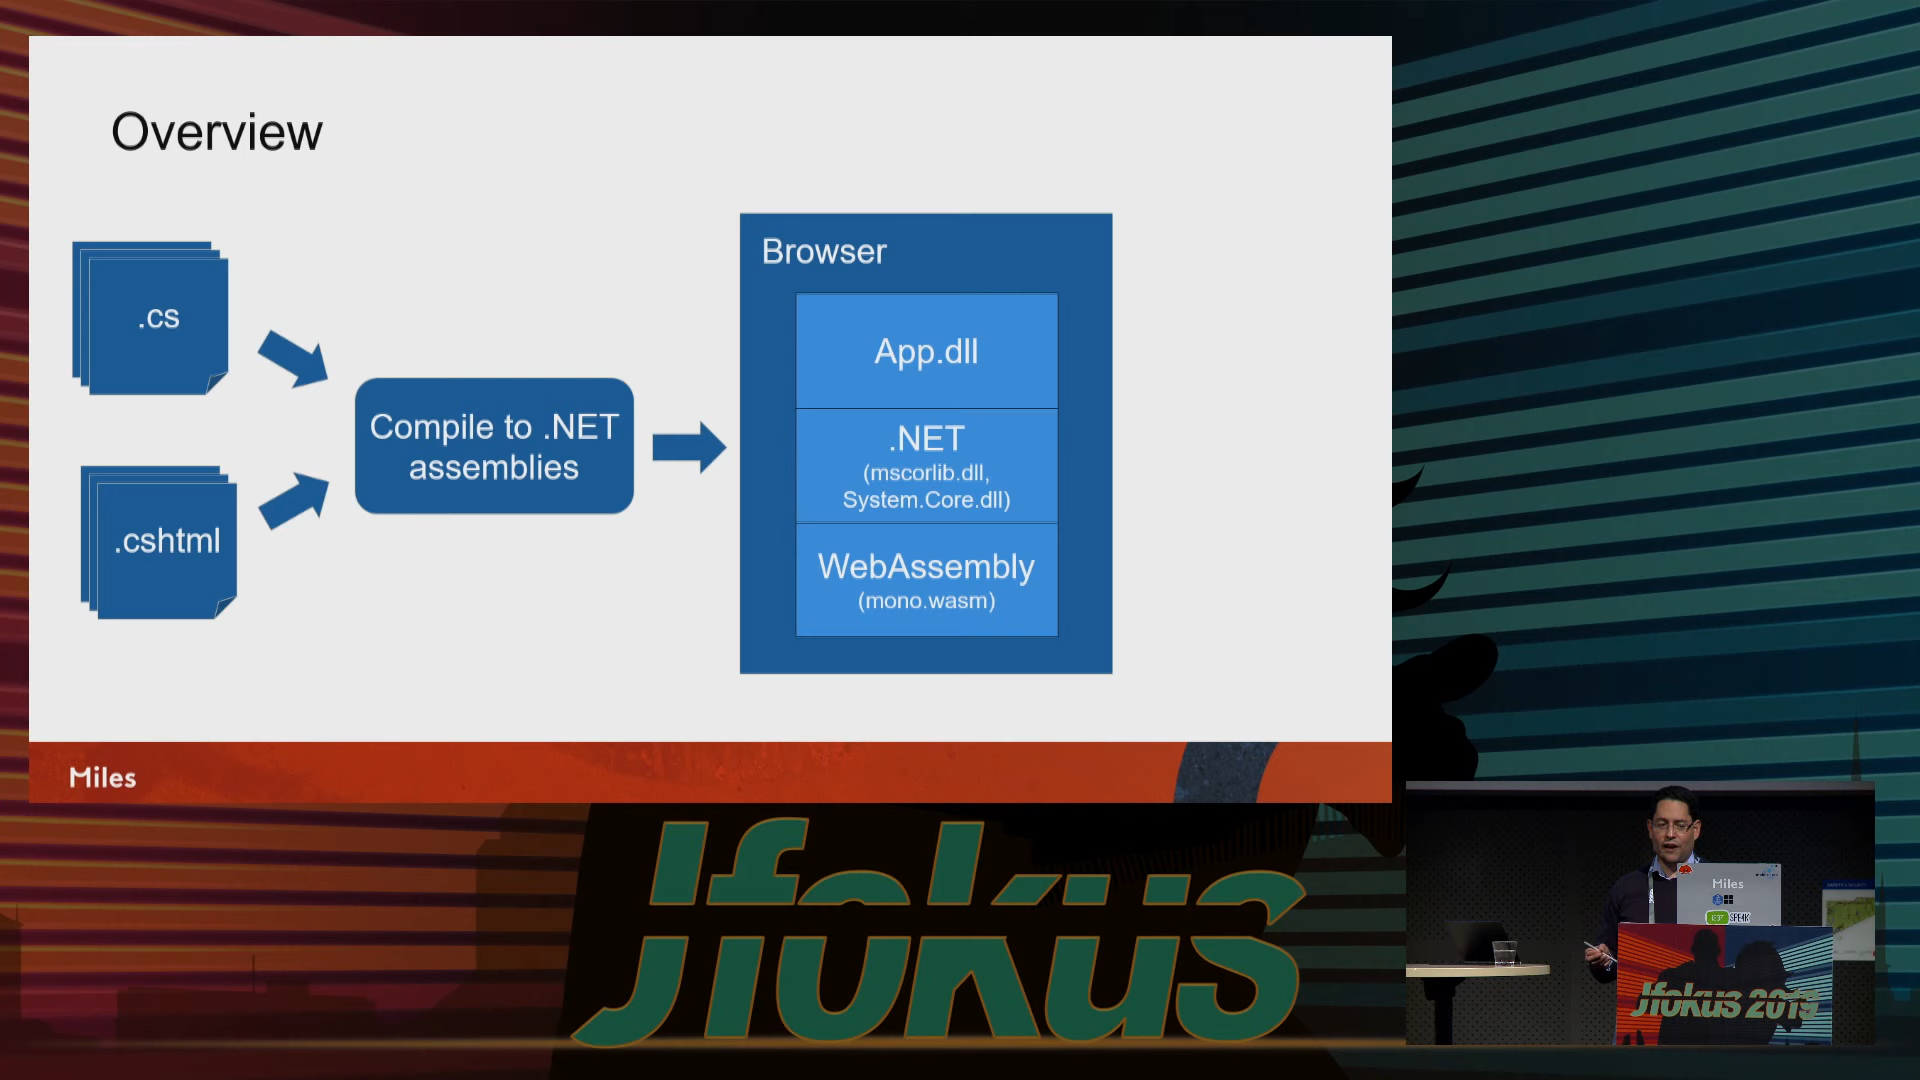 Overview
.cs
.cshtml
Compile to .NET
assemblies
Browser
App.dll
.NET
(mscorlib.dll,
System.Core.dll)
WebAssembly
(mono.wasm)
Miles
Jfokus
Miles
SPEAK
Jfokus 2019